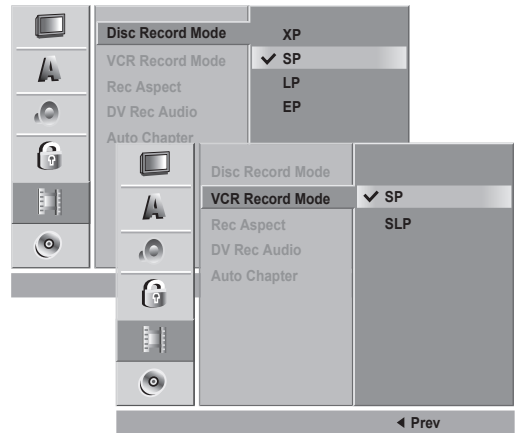 Disc Record Mode
VCR Record Mode
Rec Aspect
DV Rec Audio
Auto Chapter
XP
✔ SP
LP
EP
Disc Record Mode
VCR Record Mode
Rec Aspect
DV Rec Audio
Auto Chapter
✔ SP
SLP
◀ Prev